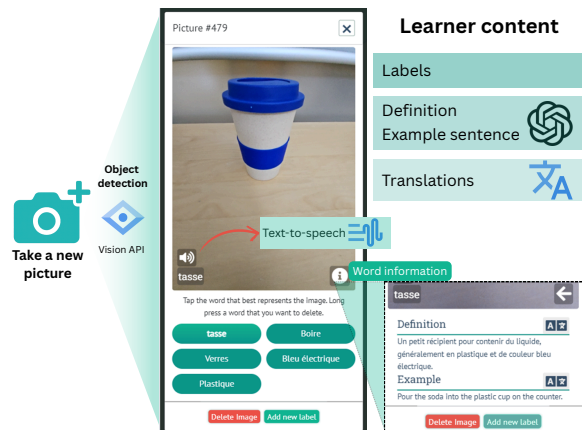 Take a new
picture
Object
detection
Vision API
Picture #479
tasse
Text-to-speech
Word information
Tap the word that best represents the image. Long
press a word that you want to delete.
tasse
Boire
Verres
Bleu électrique
Plastique
Delete Image
Add new label
Learner content
Labels
Definition
Example sentence
Translations
tasse
Definition
Un petit récipient pour contenir du liquide,
généralement en plastique et de couleur bleu
électrique.
Example
Pour the soda into the plastic cup on the counter.
Delete Image
Add new label